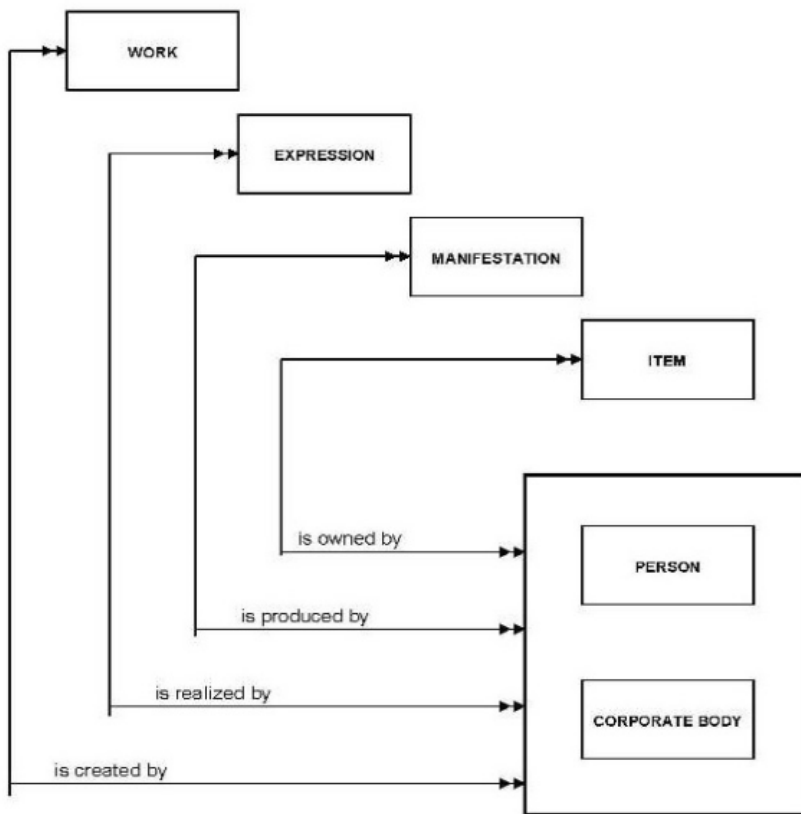 WORK
EXPRESSION
MANIFESTATION
ITEM
is owned by
PERSON
is produced by
is realized by
CORPORATE BODY
is created by